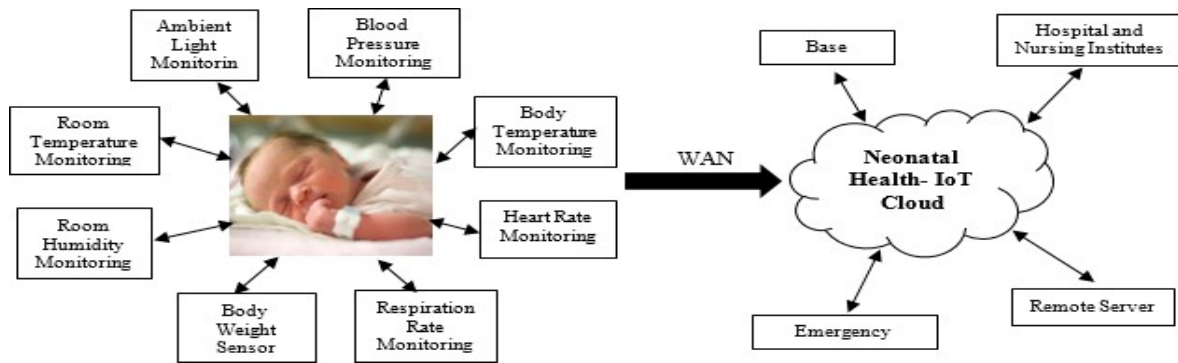 Ambient
Light
Monitorin
Blood
Pressure
Monitoring
Room
Temperature
Monitoring
Body
Temperature
Monitoring
Room
Humidity
Monitoring
Heart Rate
Monitoring
Body
Weight
Sensor
Respiration
Rate
Monitoring
WAN
Base
Hospital and
Nursing Institutes
Neonatal
Health- IoT
Cloud
Emergency
Remote Server